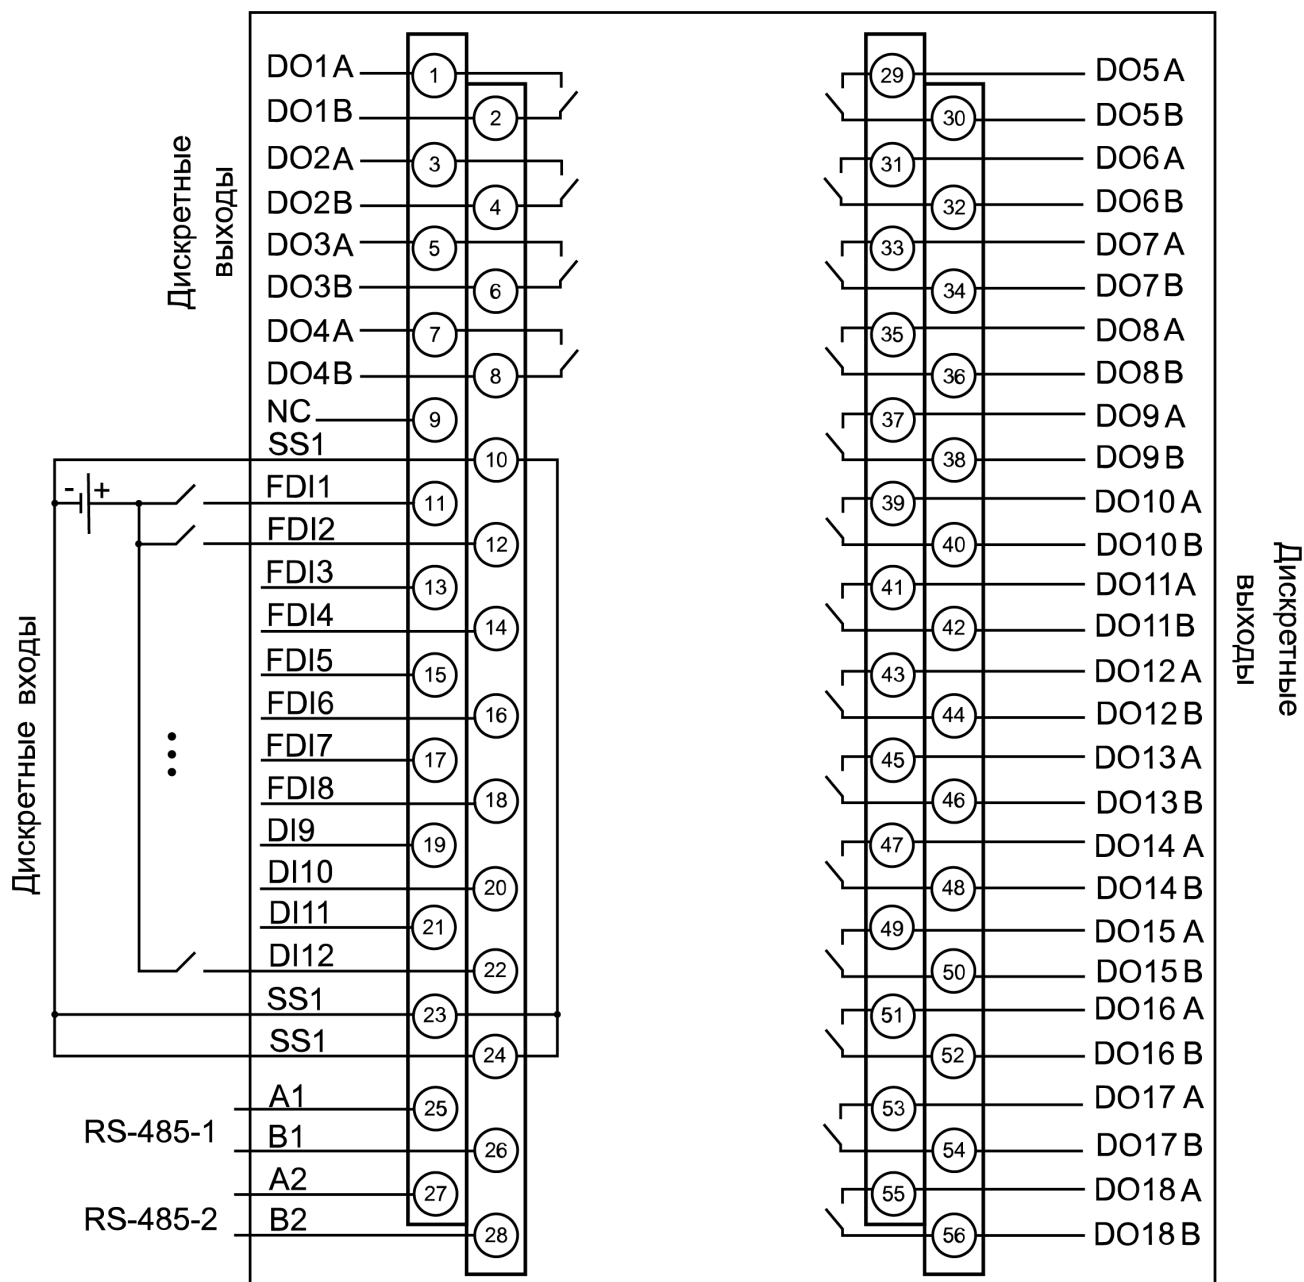 DO1A 1
DO1B 2
DO2A 3
DO2B 4
DO3A 5
DO3B 6
DO4A 7
DO4B 8
NC 9
SS1 10
- +
FDI1 11
FDI2 12
FDI3 13
FDI4 14
FDI5 15
FDI6 16
FDI7 17
FDI8 18
DI9 19
DI10 20
DI11 21
DI12 22
SS1 23
SS1 24
A1 25
B1 26
A2 27
B2 28
Дискретные
выходы
Дискретные входы
RS-485-1
RS-485-2
29 DO5A
30 DO5B
31 DO6A
32 DO6B
33 DO7A
34 DO7B
35 DO8A
36 DO8B
37 DO9A
38 DO9B
39 DO10A
40 DO10B
41 DO11A
42 DO11B
43 DO12A
44 DO12B
45 DO13A
46 DO13B
47 DO14A
48 DO14B
49 DO15A
50 DO15B
51 DO16A
52 DO16B
53 DO17A
54 DO17B
55 DO18A
56 DO18B
Дискретные
выходы